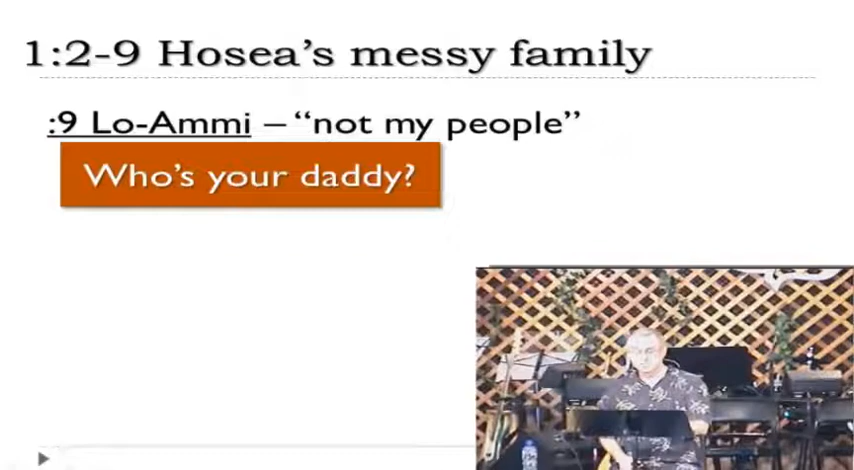 1:2-9 Hosea's messy family
:9 Lo-Ammi – “not my people”
Who's your daddy?